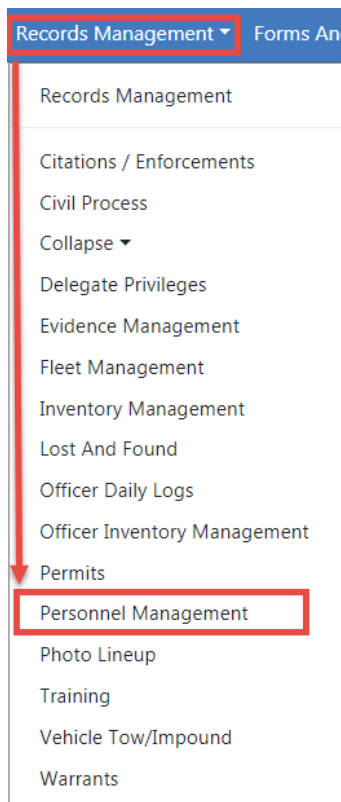 Records Management Forms An
Records Management
Citations / Enforcements
Civil Process
Collapse
Delegate Privileges
Evidence Management
Fleet Management
Inventory Management
Lost And Found
Officer Daily Logs
Officer Inventory Management
Permits
Personnel Management
Photo Lineup
Training
Vehicle Tow/Impound
Warrants